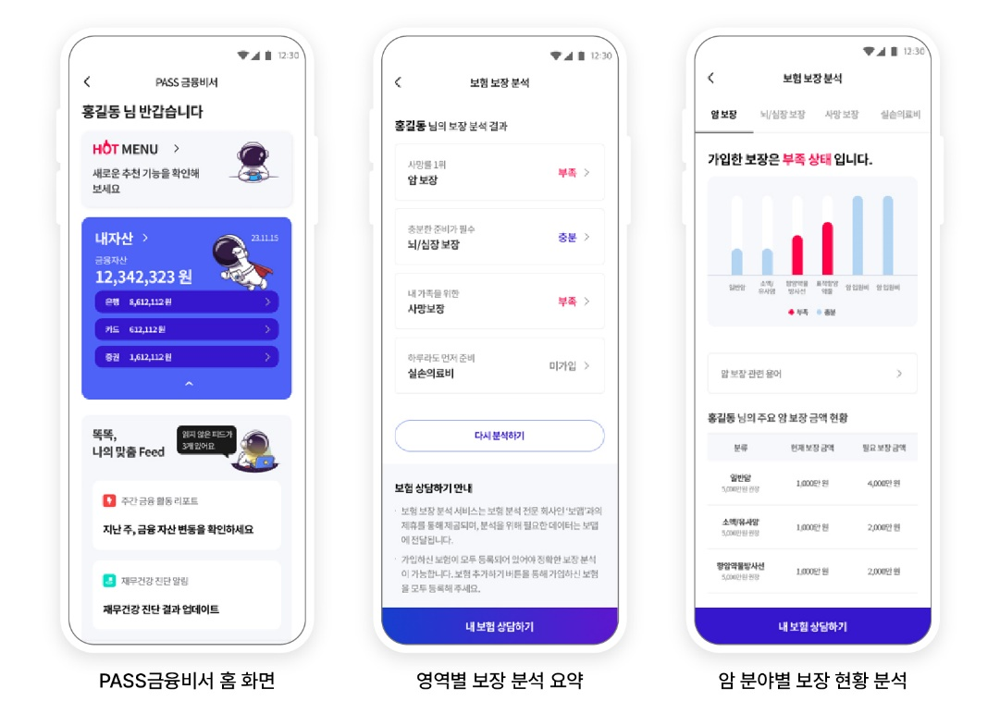 12:30
PASS 금융비서
홍길동 님 반갑습니다
HOT MENU
새로운 추천 기능을 확인해
보세요
내자산
23.11.15
금융자산
12,342,323 원
은행 8,612,112 원
카드 612,112 원
증권 1,612,112 원
똑똑,
나의 맞춤 Feed
읽지 않은 피드가
3개 있어요.
주간 금융 활동 리포트
지난 주, 금융 자산 변동을 확인하세요
재무건강 진단 알림
재무건강 진단 결과 업데이트
PASS금융비서 홈 화면
12:30
보험 보장 분석
홍길동 님의 보장 분석 결과
사망률 1위
암 보장
부족
충분한 준비가 필수
뇌/심장 보장
충분
내 가족을 위한
사망보장
부족
하루라도 먼저 준비
실손의료비
미가입
다시 분석하기
보험 상담하기 안내
· 보험 보장 분석 서비스는 보험 분석 전문 회사인 '보맵'과의
제휴를 통해 제공되며, 분석을 위해 필요한 데이터는 보맵
에 전달됩니다.
· 가입하신 보험이 모두 등록되어 있어야 정확한 보장 분석
이 가능합니다. 보험 추가하기 버튼을 통해 가입하신 보험
을 모두 등록해 주세요.
내 보험 상담하기
영역별 보장 분석 요약
12:30
보험 보장 분석
암 보장 뇌/심장 보장 사망 보장 실손의료비
가입한 보장은 부족 상태 입니다.
일반암
소액/
유사암
항암약물
방사선
표적항암
약물
암 입원비
암 입원비
부족 충분
암 보장 관련 용어
홍길동 님의 주요 암 보장 금액 현황
분류 현재 보장 금액 필요 보장 금액
일반암
5,000만원 권장
1,000만 원 4,000만 원
소액/유사암
5,000만원 권장
1,000만 원 2,000만 원
항암약물방사선
5,000만원 권장
1,000만 원 2,000만 원
내 보험 상담하기
암 분야별 보장 현황 분석